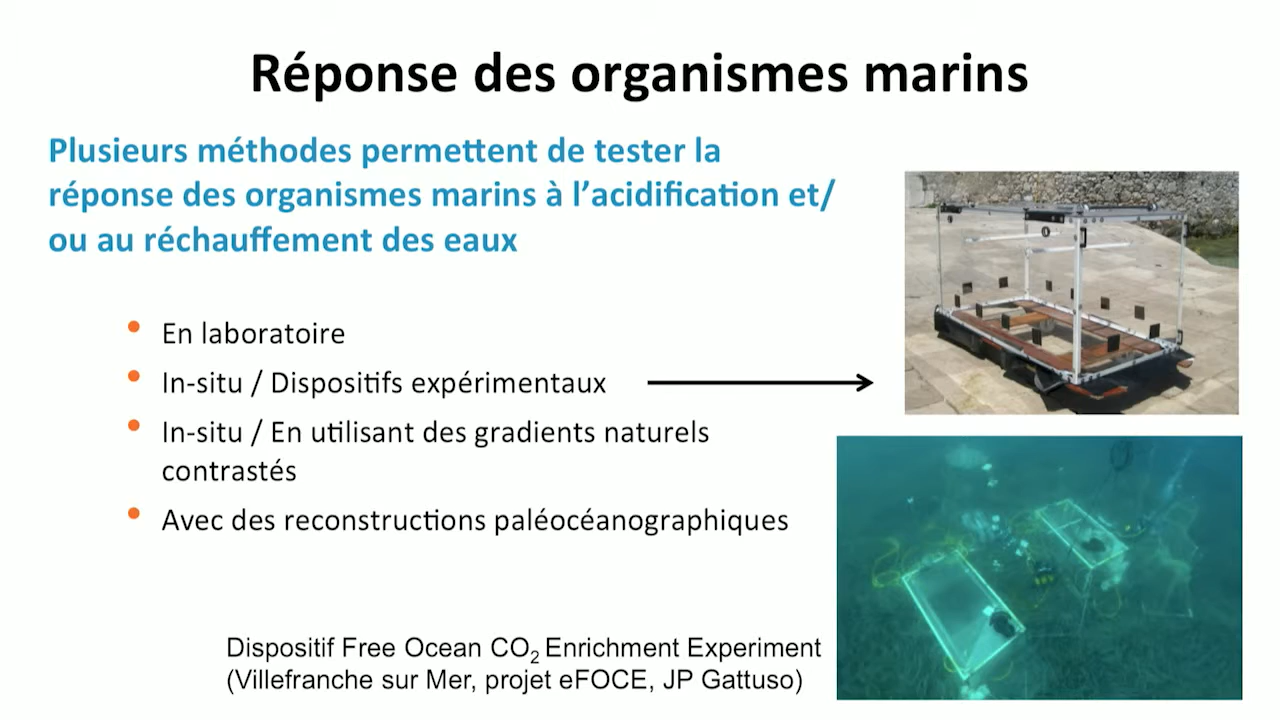 Réponse des organismes marins
Plusieurs méthodes permettent de tester la
réponse des organismes marins à l’acidification et/
ou au réchauffement des eaux
• En laboratoire
• In-situ / Dispositifs expérimentaux
• In-situ / En utilisant des gradients naturels
contrastés
• Avec des reconstructions paléocéanographiques
Dispositif Free Ocean CO₂ Enrichment Experiment
(Villefranche sur Mer, projet eFOCE, JP Gattuso)